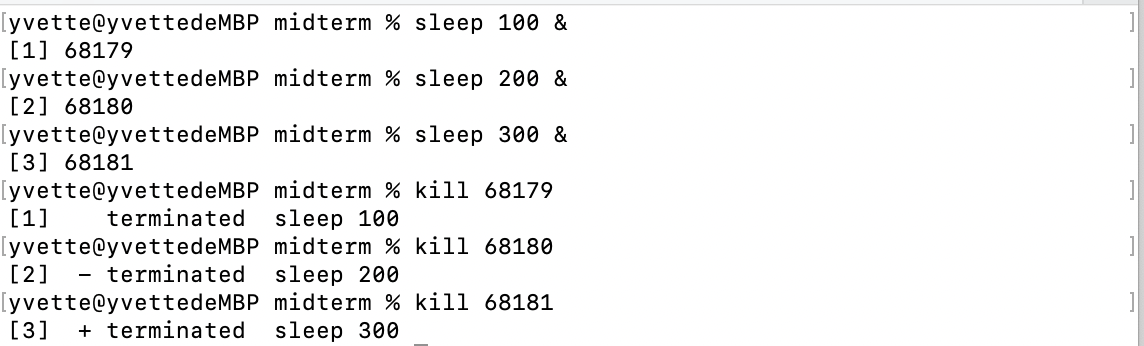 [yvette@yvettedeMBP midterm % sleep 100 & ]
[1] 68179
[yvette@yvettedeMBP midterm % sleep 200 & ]
[2] 68180
[yvette@yvettedeMBP midterm % sleep 300 & ]
[3] 68181
[yvette@yvettedeMBP midterm % kill 68179 ]
[1]    terminated  sleep 100
[yvette@yvettedeMBP midterm % kill 68180 ]
[2]  - terminated  sleep 200
[yvette@yvettedeMBP midterm % kill 68181 ]
[3]  + terminated  sleep 300